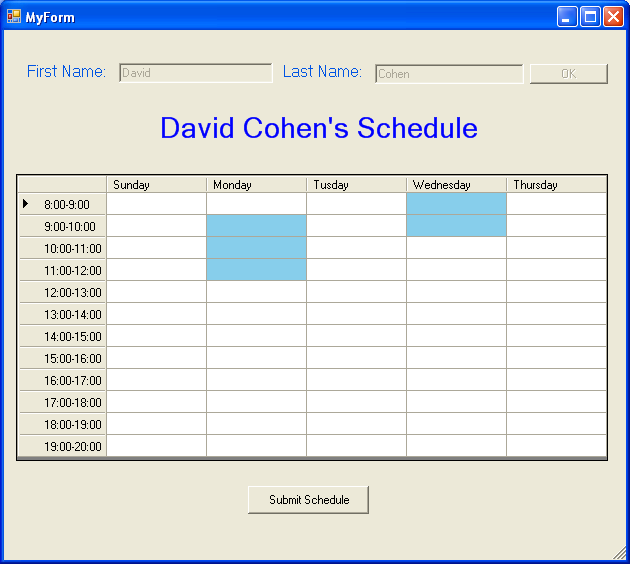 MyForm
First Name: David Last Name: Cohen OK
David Cohen's Schedule
Sunday Monday Tusday Wednesday Thursday
8:00-9:00
9:00-10:00
10:00-11:00
11:00-12:00
12:00-13:00
13:00-14:00
14:00-15:00
15:00-16:00
16:00-17:00
17:00-18:00
18:00-19:00
19:00-20:00
Submit Schedule